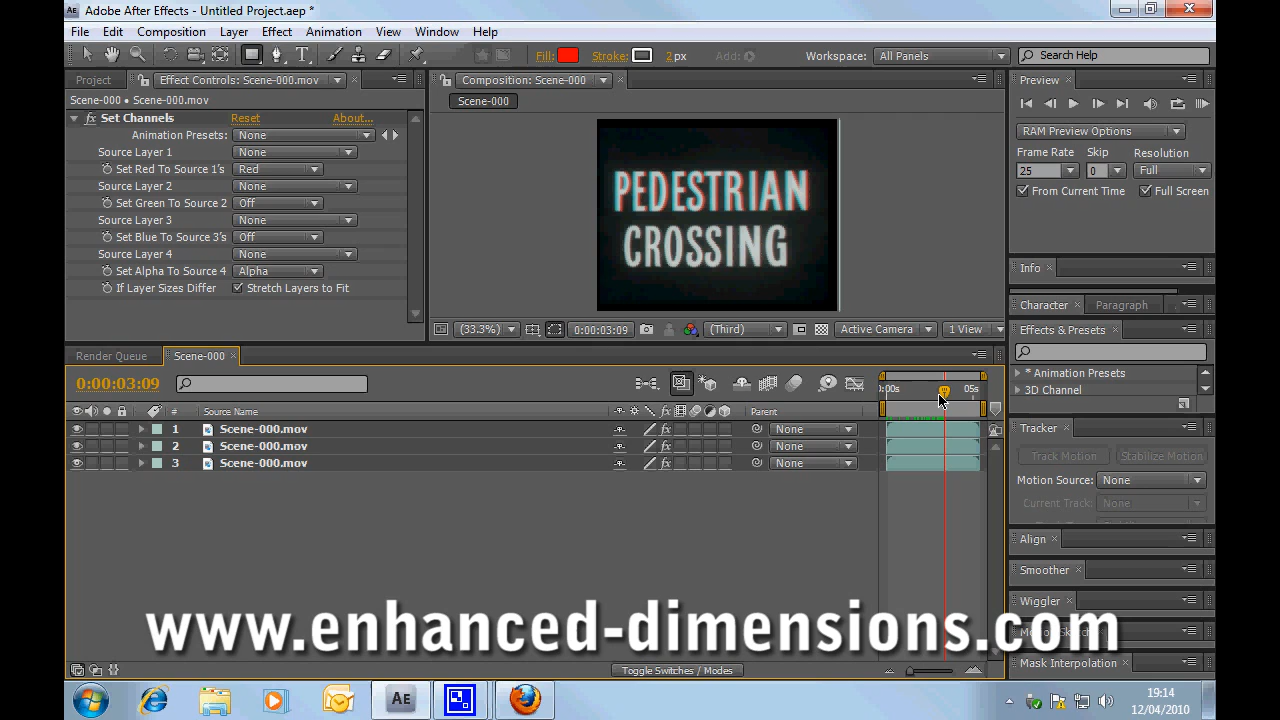 Adobe After Effects - Untitled Project.aep *
File Edit Composition Layer Effect Animation View Window Help
Fill: Stroke: 2 px Add: Workspace: All Panels Search Help
Project Effect Controls: Scene-000.mov
Scene-000 • Scene-000.mov
fx Set Channels Reset About...
Animation Presets: None
Source Layer 1 None
Set Red To Source 1's Red
Source Layer 2 None
Set Green To Source 2 Off
Source Layer 3 None
Set Blue To Source 3's Off
Source Layer 4 None
Set Alpha To Source 4 Alpha
If Layer Sizes Differ Stretch Layers to Fit
Composition: Scene-000
Scene-000
PEDESTRIAN
CROSSING
(33.3%) 0:00:03:09 (Third) Active Camera 1 View
Preview
RAM Preview Options
Frame Rate Skip Resolution
25 0 Full
From Current Time Full Screen
Info
Character Paragraph
Effects & Presets
* Animation Presets
3D Channel
Tracker
Track Motion Stabilize Motion
Motion Source: None
Current Track: None
Align
Smoother
Wiggler
Mask Interpolation
Render Queue Scene-000
0:00:03:09
):00s 05s
# Source Name Parent
1 Scene-000.mov None
2 Scene-000.mov None
3 Scene-000.mov None
www.enhanced-dimensions.com
Toggle Switches / Modes
AE
19:14
12/04/2010